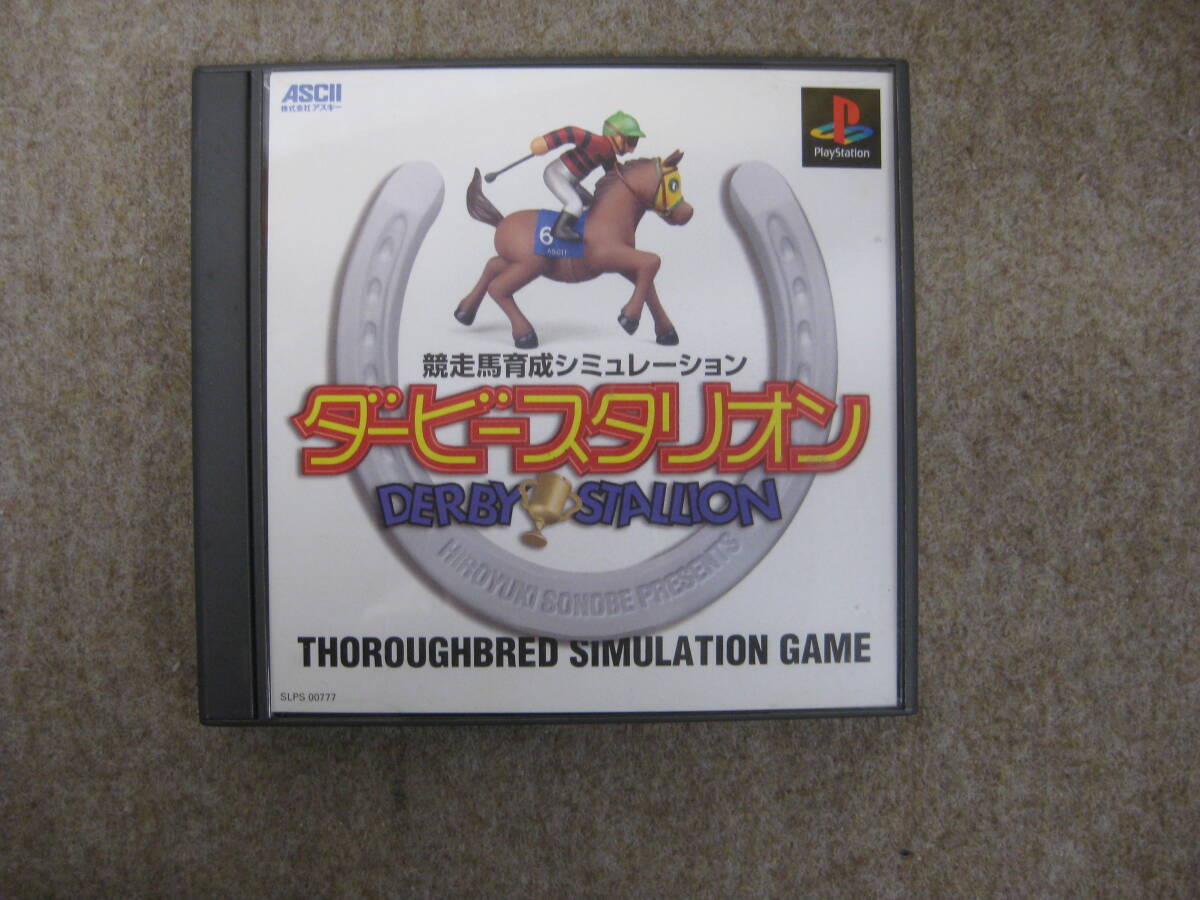 ASCII
株式会社アスキー
PlayStation
6
ASCII
競走馬育成シミュレーション
ダービースタリオン
DERBY STALLION
HIROYUKI SONOBE PRESENTS
THOROUGHBRED SIMULATION GAME
SLPS 00777